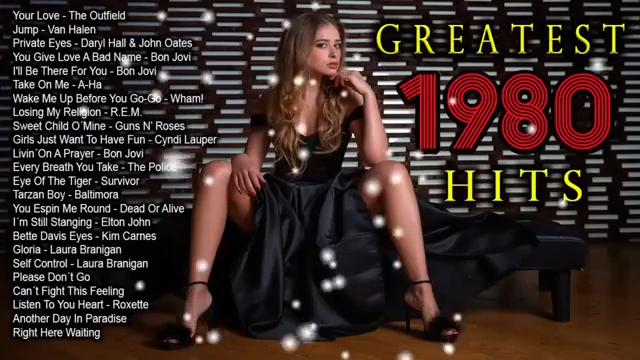 Your Love - The Outfield
Jump - Van Halen
Private Eyes - Daryl Hall & John Oates
You Give Love A Bad Name - Bon Jovi
I'll Be There For You - Bon Jovi
Take On Me - A-Ha
Wake Me Up Before You Go-Go - Wham!
Losing My Religion - R.E.M.
Sweet Child O´Mine - Guns N' Roses
Girls Just Want To Have Fun - Cyndi Lauper
Livin´On A Prayer - Bon Jovi
Every Breath You Take - The Police
Eye Of The Tiger - Survivor
Tarzan Boy - Baltimora
You Espin Me Round - Dead Or Alive
I´m Still Stanging - Elton John
Bette Davis Eyes - Kim Carnes
Gloria - Laura Branigan
Self Control - Laura Branigan
Please Don´t Go
Can´t Fight This Feeling
Listen To You Heart - Roxette
Another Day In Paradise
Right Here Waiting
GREATEST
1980
HITS